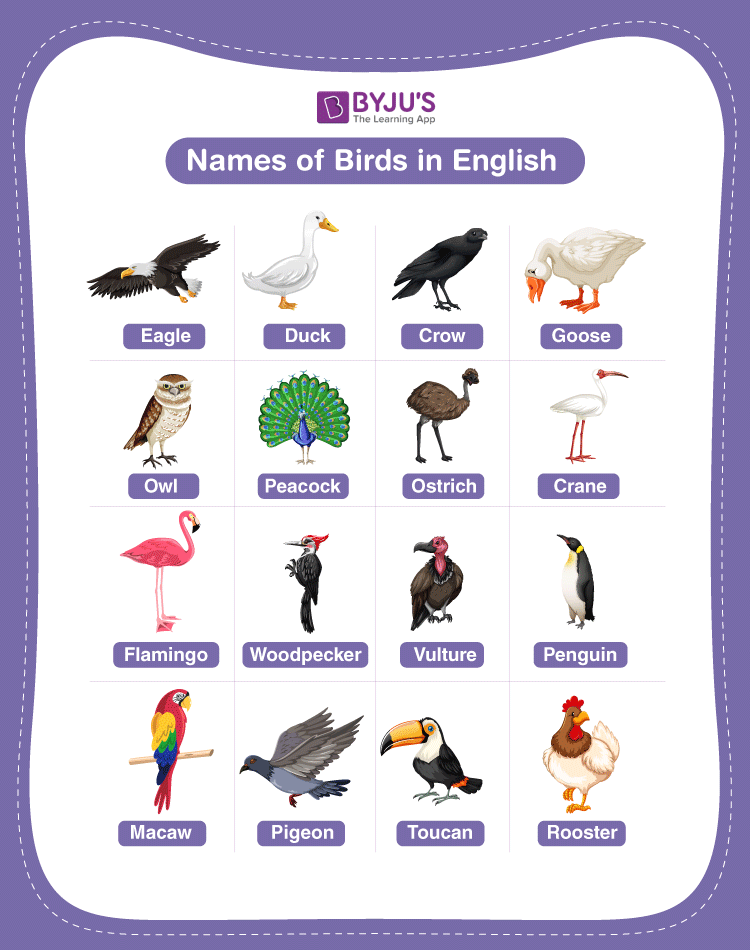 BYJU'S
The Learning App
Names of Birds in English
Eagle
Duck
Crow
Goose
Owl
Peacock
Ostrich
Crane
Flamingo
Woodpecker
Vulture
Penguin
Macaw
Pigeon
Toucan
Rooster